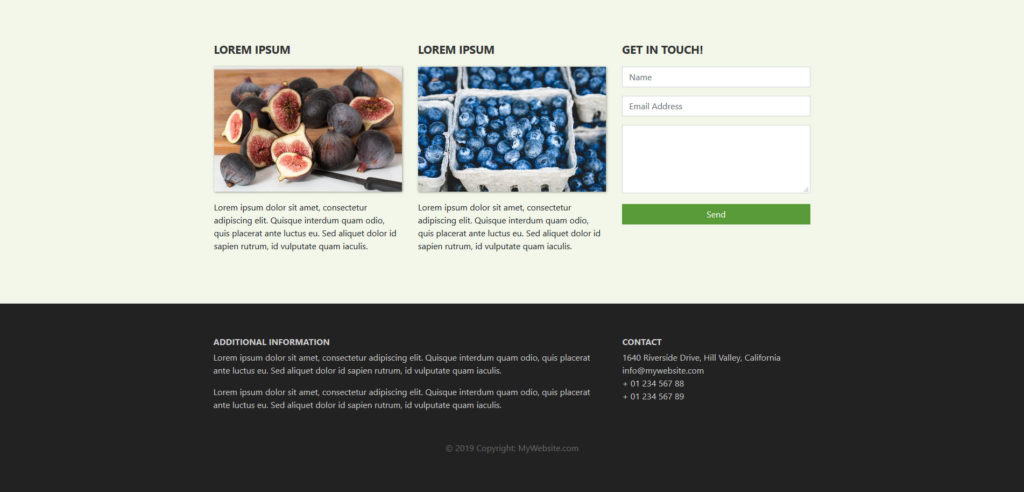 LOREM IPSUM
Lorem ipsum dolor sit amet, consectetur
adipiscing elit. Quisque interdum quam odio,
quis placerat ante luctus eu. Sed aliquet dolor id
sapien rutrum, id vulputate quam iaculis.
LOREM IPSUM
Lorem ipsum dolor sit amet, consectetur
adipiscing elit. Quisque interdum quam odio,
quis placerat ante luctus eu. Sed aliquet dolor id
sapien rutrum, id vulputate quam iaculis.
GET IN TOUCH!
Name
Email Address
Send
ADDITIONAL INFORMATION
Lorem ipsum dolor sit amet, consectetur adipiscing elit. Quisque interdum quam odio, quis placerat
ante luctus eu. Sed aliquet dolor id sapien rutrum, id vulputate quam iaculis.
Lorem ipsum dolor sit amet, consectetur adipiscing elit. Quisque interdum quam odio, quis placerat
ante luctus eu. Sed aliquet dolor id sapien rutrum, id vulputate quam iaculis.
CONTACT
1640 Riverside Drive, Hill Valley, California
info@mywebsite.com
+ 01 234 567 88
+ 01 234 567 89
© 2019 Copyright: MyWebsite.com